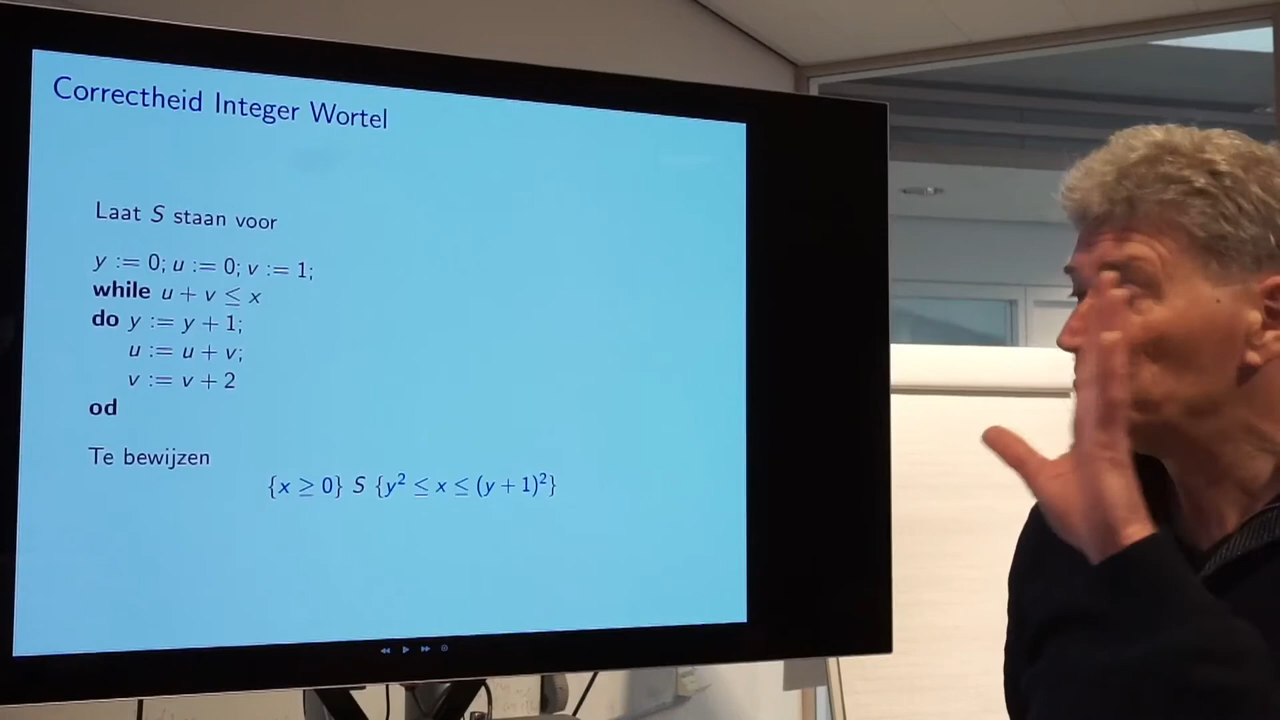 Correctheid Integer Wortel
Laat S staan voor
y := 0; u := 0; v := 1;
while u + v ≤ x
do y := y + 1;
u := u + v;
v := v + 2
od
Te bewijzen
{x ≥ 0} S {y² ≤ x ≤ (y + 1)²}